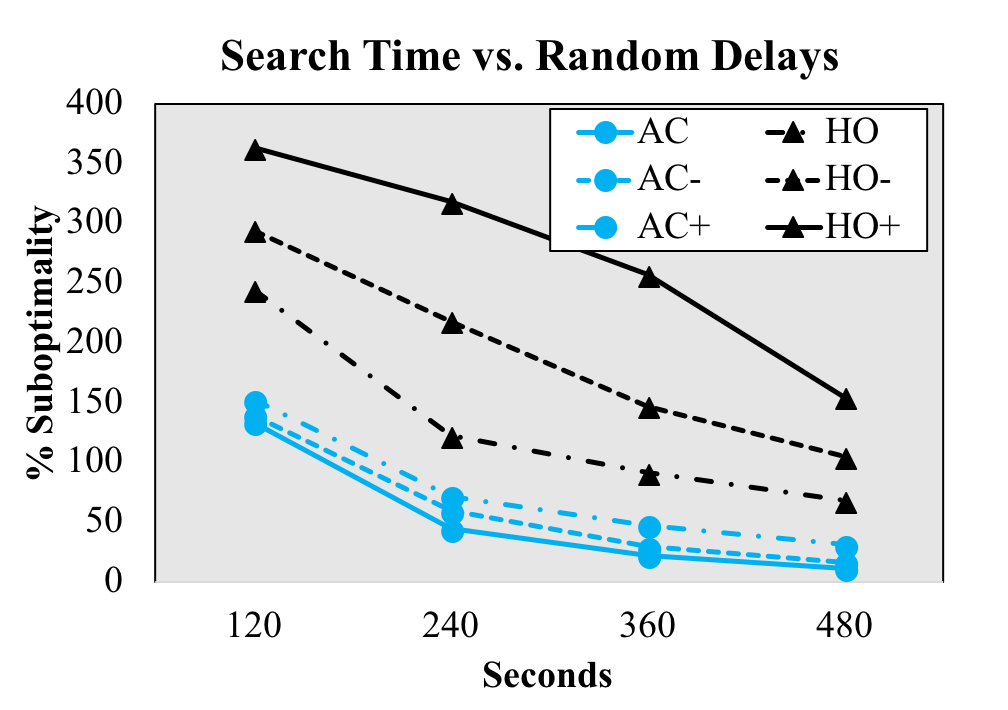 Search Time vs. Random Delays
% Suboptimality
400
350
300
250
200
150
100
50
0
AC HO
AC- HO-
AC+ HO+
120 240 360 480
Seconds